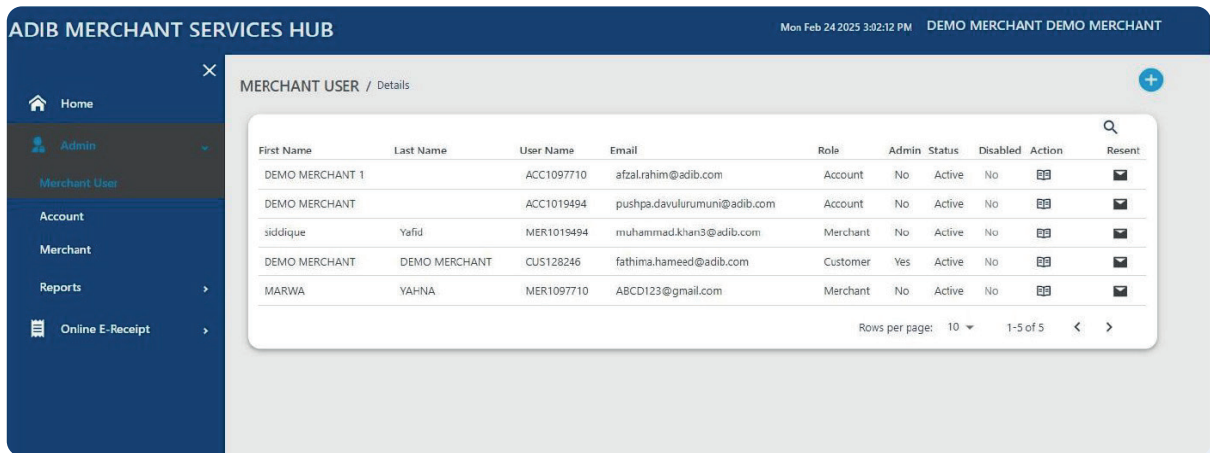 ADIB MERCHANT SERVICES HUB
Mon Feb 24 2025 3:02:12 PM DEMO MERCHANT DEMO MERCHANT
Home
Admin
Merchant User
Account
Merchant
Reports
Online E-Receipt
MERCHANT USER / Details
First Name Last Name User Name Email Role Admin Status Disabled Action Resent
DEMO MERCHANT 1 ACC1097710 afzal.rahim@adib.com Account No Active No
DEMO MERCHANT ACC1019494 pushpa.davulurumuni@adib.com Account No Active No
siddique Yafid MER1019494 muhammad.khan3@adib.com Merchant No Active No
DEMO MERCHANT DEMO MERCHANT CUS128246 fathima.hameed@adib.com Customer Yes Active No
MARWA YAHNA MER1097710 ABCD123@gmail.com Merchant No Active No
Rows per page: 10 1-5 of 5